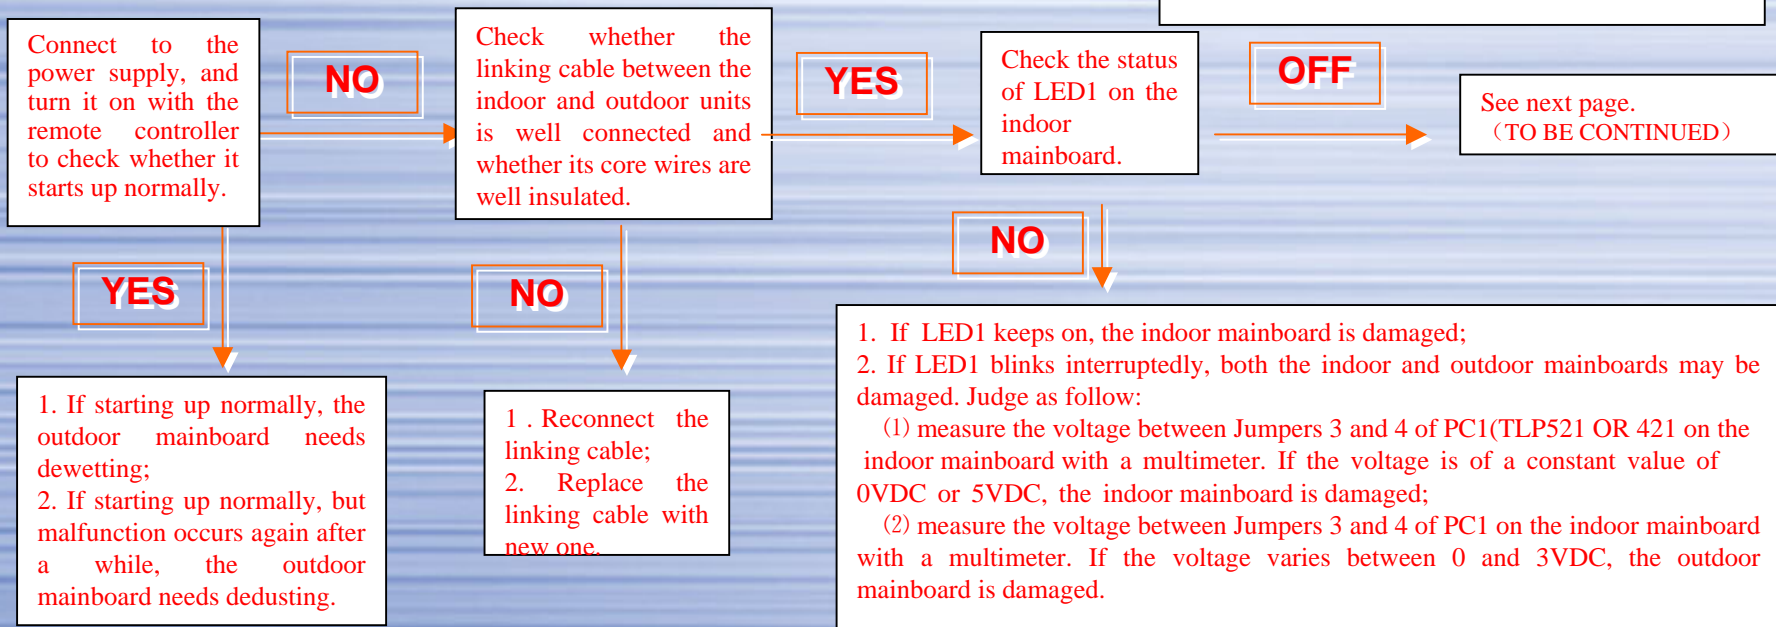 Connect to the
power supply, and
turn it on with the
remote controller
to check whether it
starts up normally.
NO
Check whether the
linking cable between the
indoor and outdoor units
is well connected and
whether its core wires are
well insulated.
YES
Check the status
of LED1 on the
indoor
mainboard.
OFF
See next page.
（TO BE CONTINUED）
YES
NO
NO
1. If starting up normally, the
outdoor mainboard needs
dewetting;
2. If starting up normally, but
malfunction occurs again after
a while, the outdoor
mainboard needs dedusting.
1 . Reconnect the
linking cable;
2. Replace the
linking cable with
new one.
1. If LED1 keeps on, the indoor mainboard is damaged;
2. If LED1 blinks interruptedly, both the indoor and outdoor mainboards may be
damaged. Judge as follow:
⑴ measure the voltage between Jumpers 3 and 4 of PC1(TLP521 OR 421 on the
indoor mainboard with a multimeter. If the voltage is of a constant value of
0VDC or 5VDC, the indoor mainboard is damaged;
⑵ measure the voltage between Jumpers 3 and 4 of PC1 on the indoor mainboard
with a multimeter. If the voltage varies between 0 and 3VDC, the outdoor
mainboard is damaged.